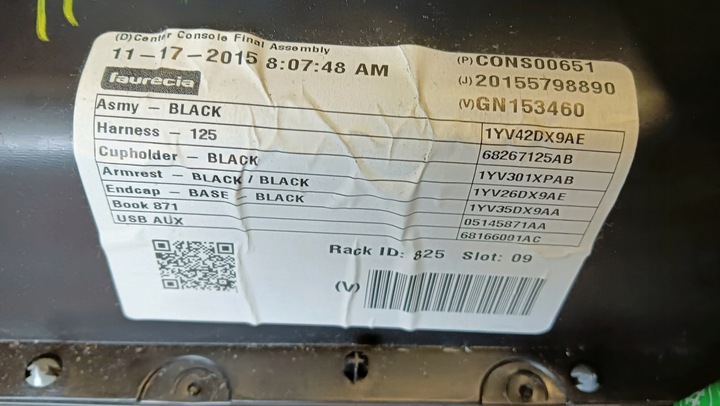 (D)Center Console Final Assembly
11-17-2015 8:07:48 AM
(P)CONS00651
faurecia
(J)20155798890
(V)GN153460
Asmy - BLACK 1YV42DX9AE
Harness - 125 68267125AB
Cupholder - BLACK 1YV301XPAB
Armrest - BLACK / BLACK 1YV26DX9AE
Endcap - BASE - BLACK 1YV35DX9AA
Book 871 05145871AA
USB AUX 68166001AC
Rack ID: 825 Slot: 09
(V)